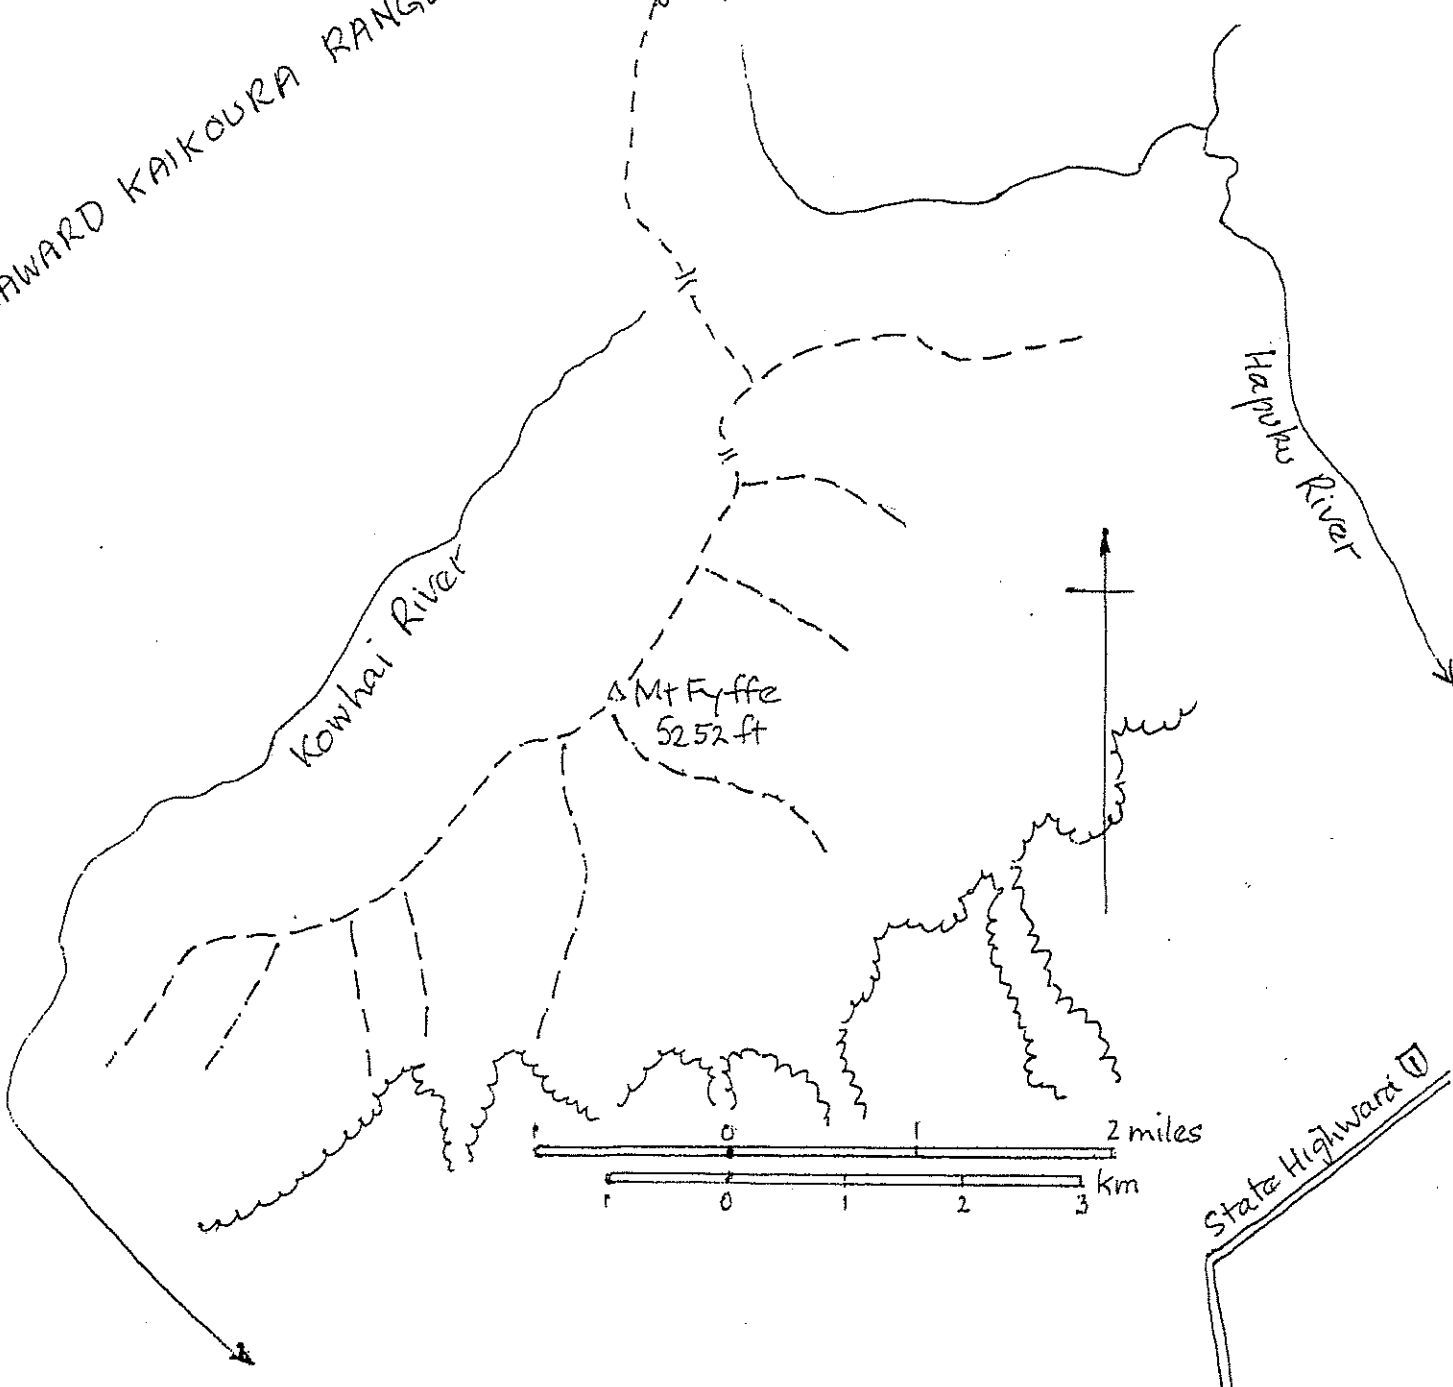 AWARD KAIKOURA RANG
Hapuku River
Kowhai River
Mt Fyffe
5252 ft
State Highward 1
1 0 1 2 miles
km
1 0 1 2 3